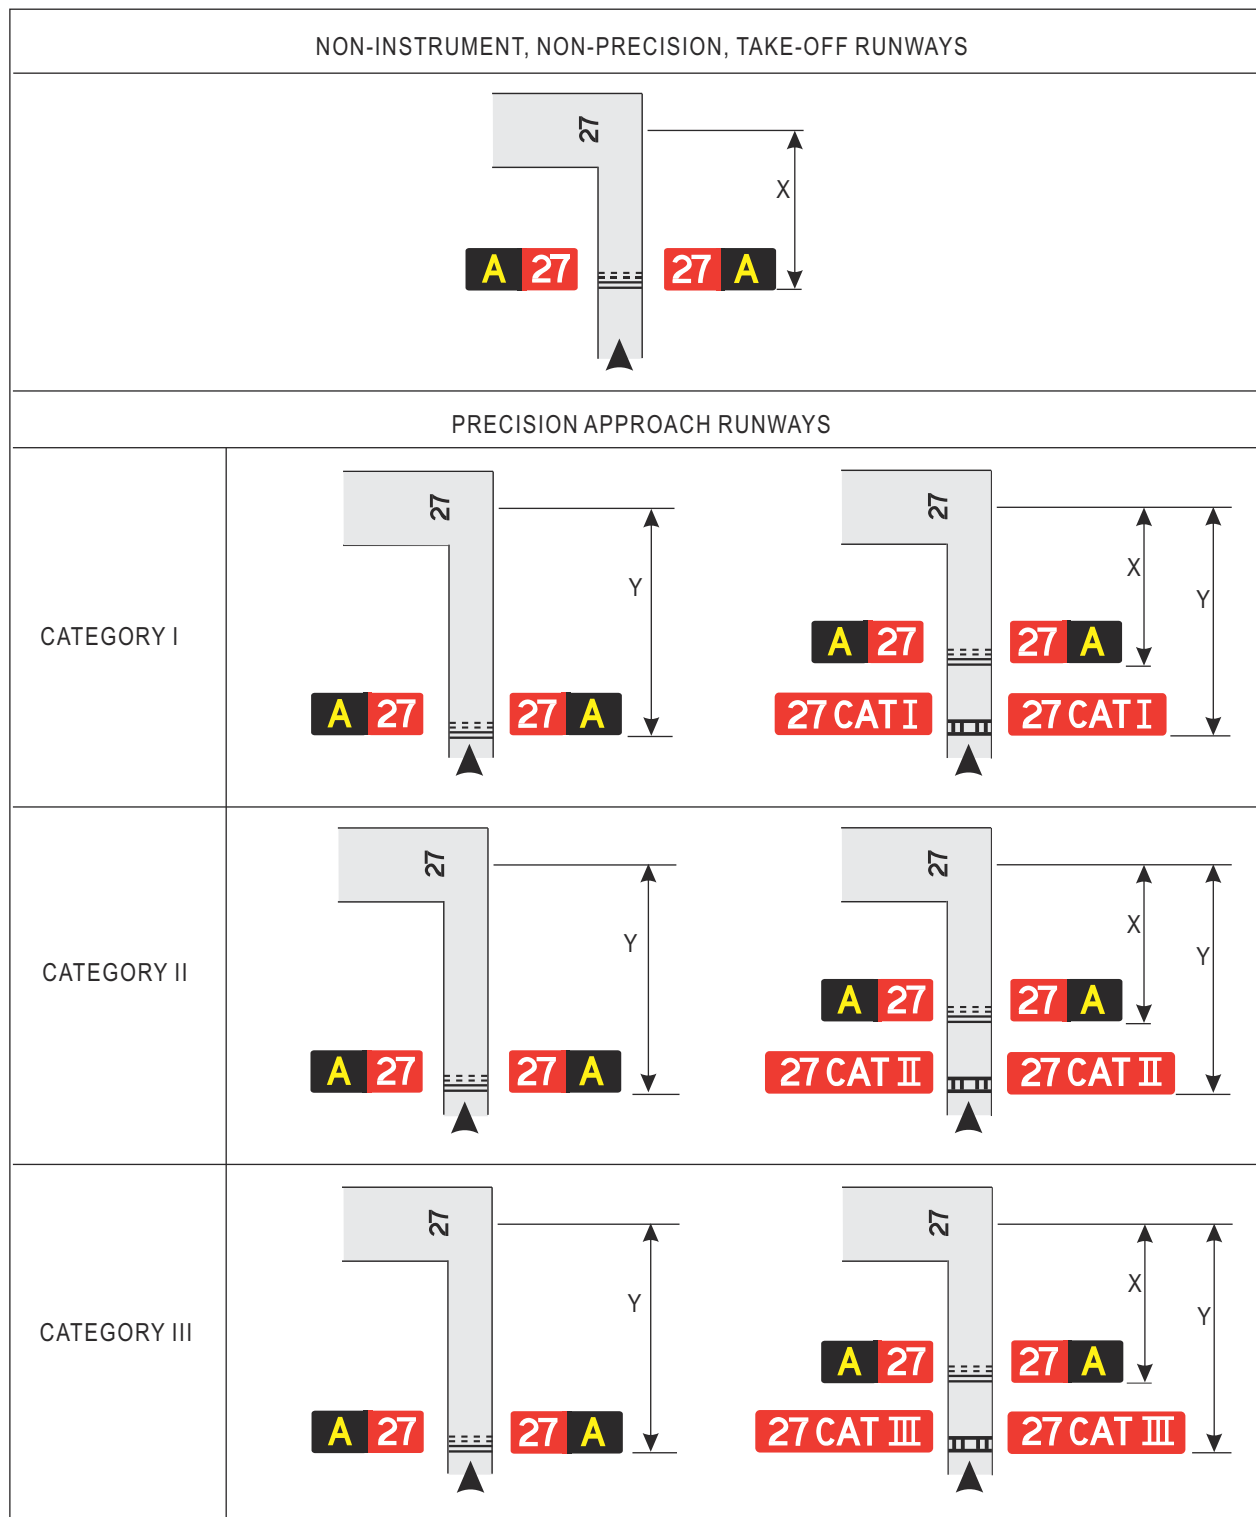 NON-INSTRUMENT, NON-PRECISION, TAKE-OFF RUNWAYS
27
X
A 27
27 A
PRECISION APPROACH RUNWAYS
CATEGORY I
27
Y
A 27
27 A
27
X
Y
A 27
27 A
27 CAT I
27 CAT I
CATEGORY II
27
Y
A 27
27 A
27
X
Y
A 27
27 A
27 CAT II
27 CAT II
CATEGORY III
27
Y
A 27
27 A
27
X
Y
A 27
27 A
27 CAT III
27 CAT III